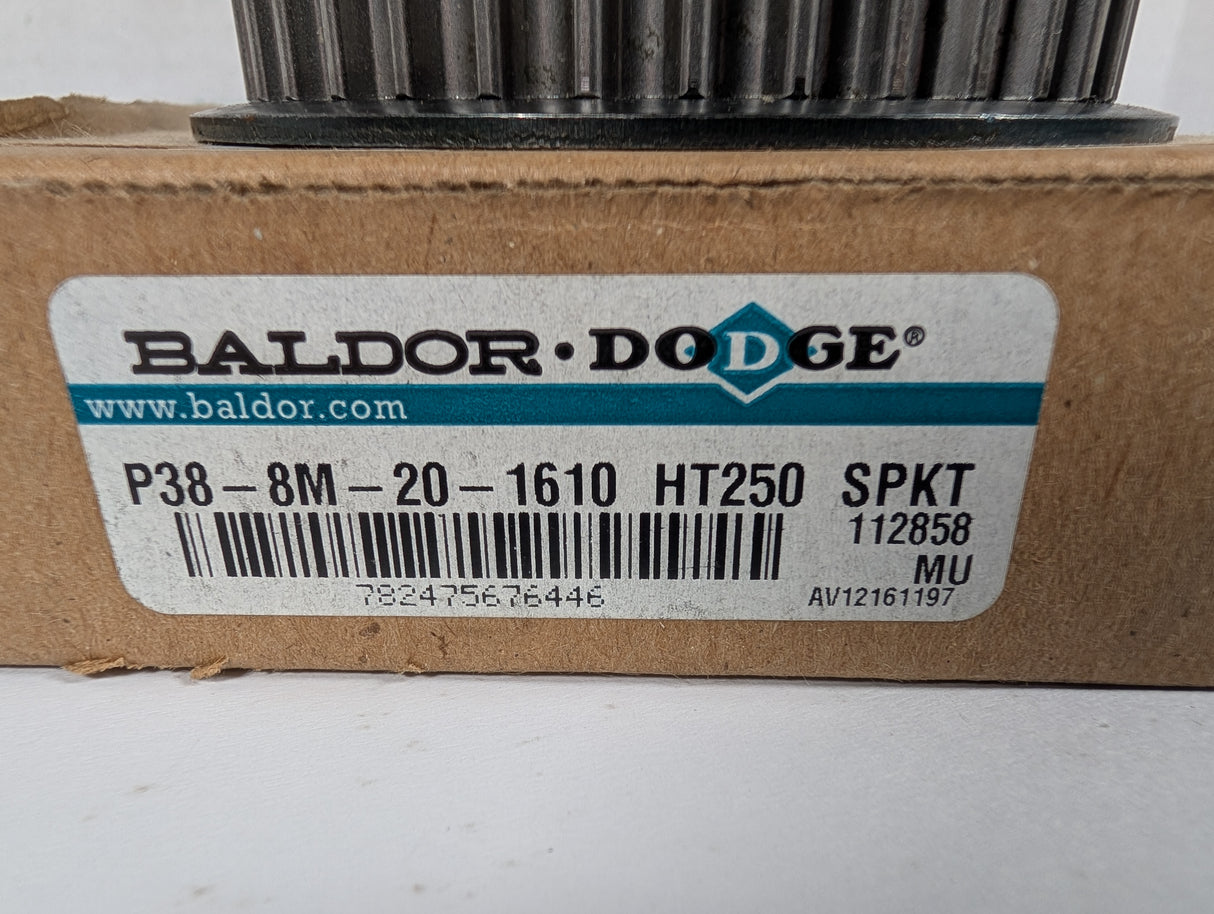 BALDOR • DODGE®
www.baldor.com
P38 – 8M – 20 – 1610 HT250 SPKT
112858
MU
782475676446
AV12161197